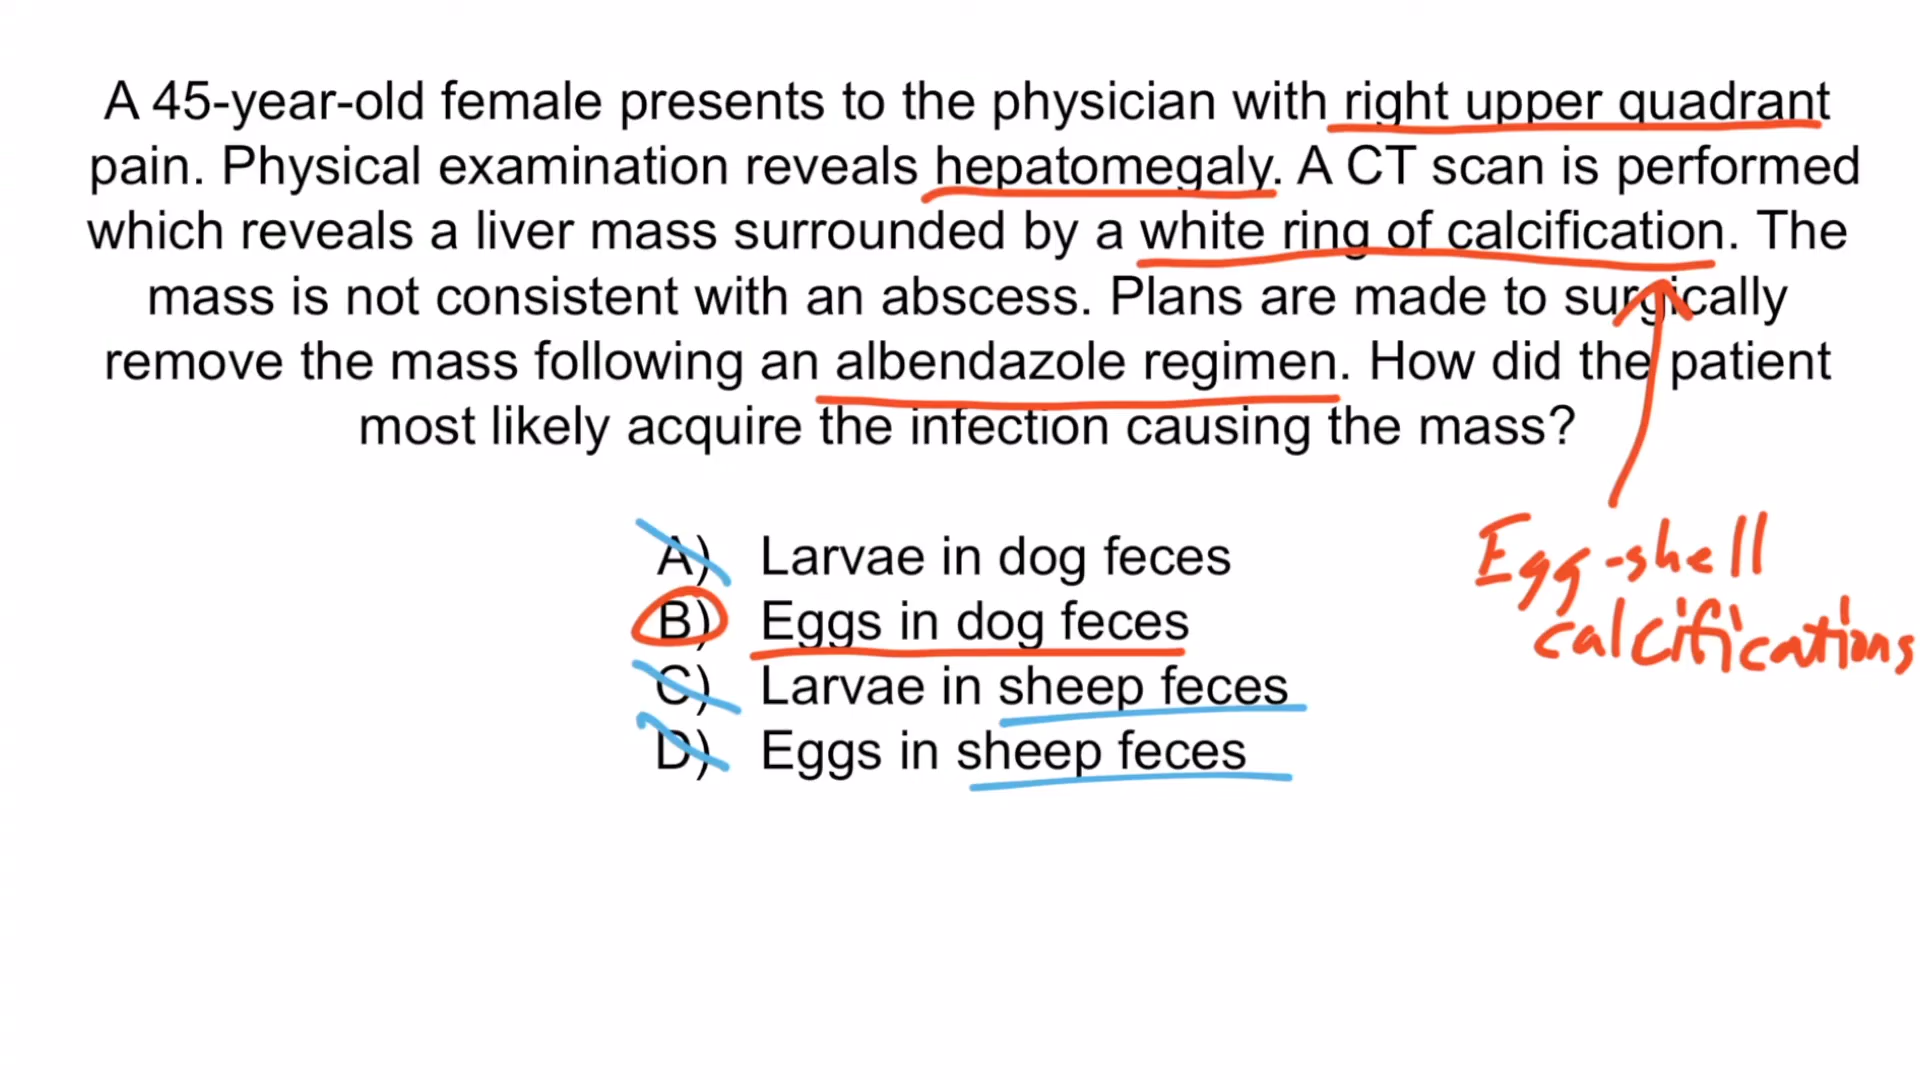 A 45-year-old female presents to the physician with right upper quadrant
pain. Physical examination reveals hepatomegaly. A CT scan is performed
which reveals a liver mass surrounded by a white ring of calcification. The
mass is not consistent with an abscess. Plans are made to surgically
remove the mass following an albendazole regimen. How did the patient
most likely acquire the infection causing the mass?
A) Larvae in dog feces
B) Eggs in dog feces
C) Larvae in sheep feces
D) Eggs in sheep feces
Egg-shell
calcifications